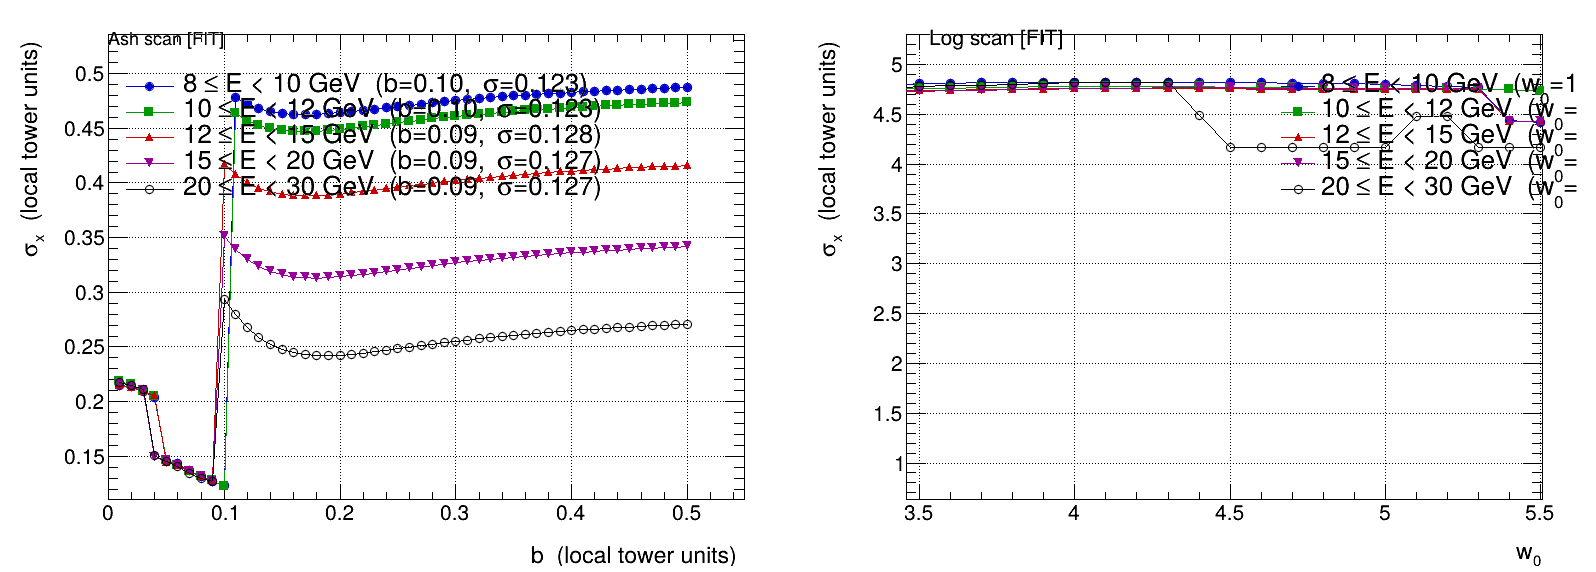 Ash scan [FIT]
σx (local tower units)
0.5
0.45
0.4
0.35
0.3
0.25
0.2
0.15
8 ≤ E < 10 GeV (b=0.10, σ=0.123)
10 ≤ E < 12 GeV (b=0.10, σ=0.123)
12 ≤ E < 15 GeV (b=0.09, σ=0.128)
15 ≤ E < 20 GeV (b=0.09, σ=0.127)
20 ≤ E < 30 GeV (b=0.09, σ=0.127)
0 0.1 0.2 0.3 0.4 0.5
b (local tower units)
Log scan [FIT]
σx (local tower units)
5
4.5
4
3.5
3
2.5
2
1.5
1
8 ≤ E < 10 GeV (w0=1
10 ≤ E < 12 GeV (w0=
12 ≤ E < 15 GeV (w0=
15 ≤ E < 20 GeV (w0=
20 ≤ E < 30 GeV (w0=
3.5 4 4.5 5 5.5
w0